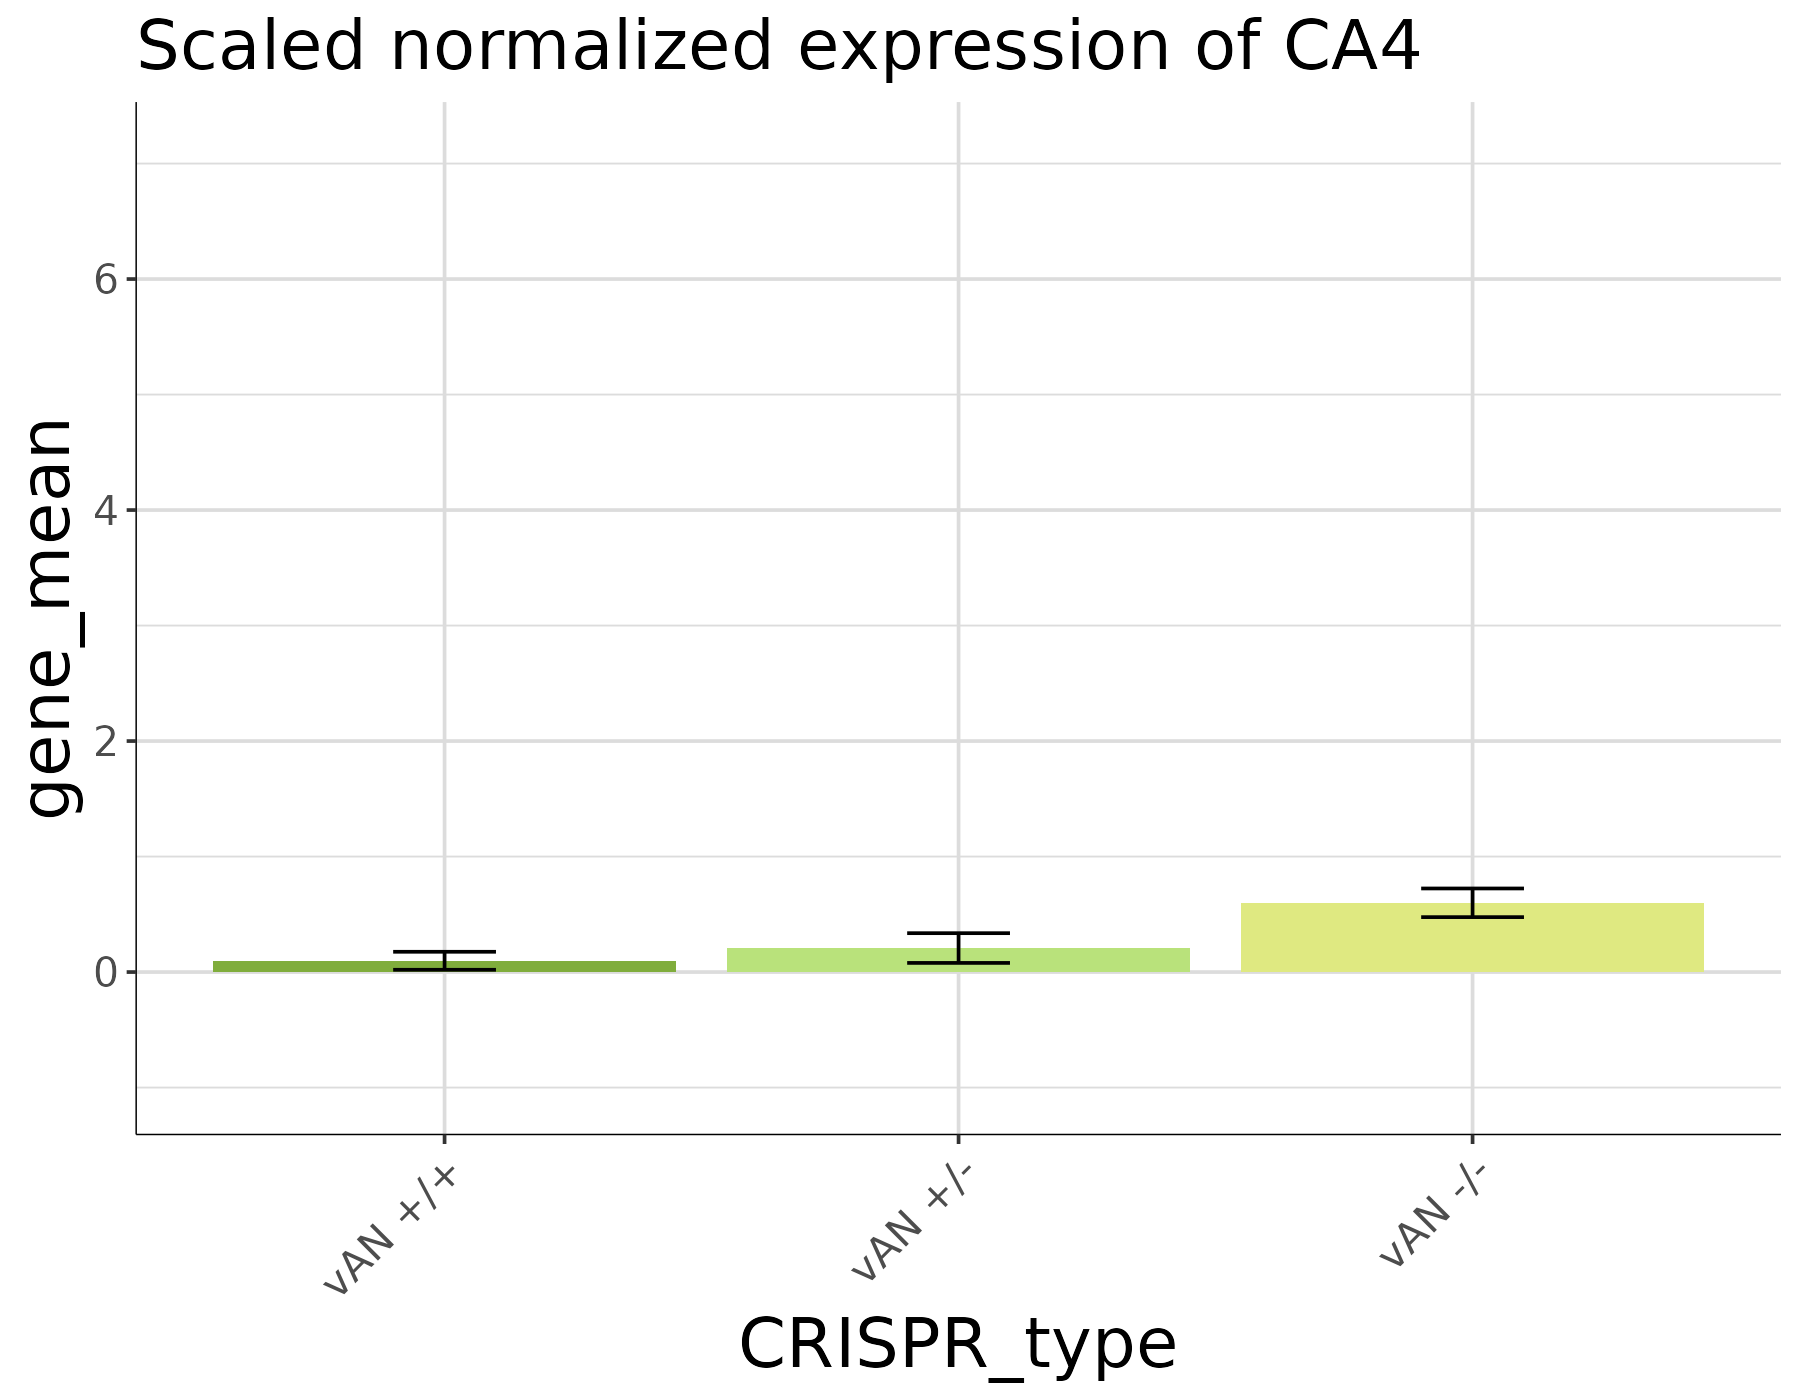 Scaled normalized expression of CA4
gene_mean
6
4
2
0
vAN +/+
vAN +/-
vAN -/-
CRISPR_type